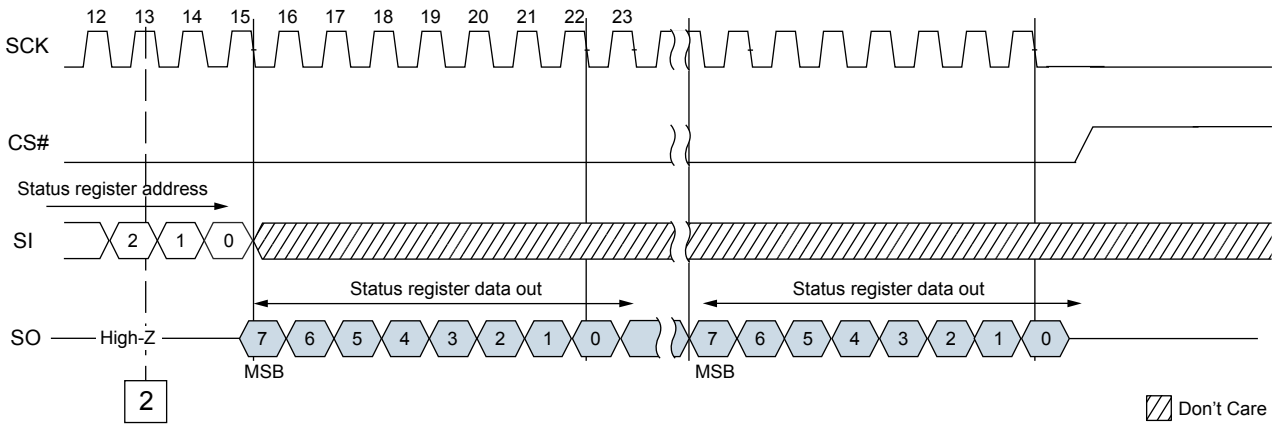 12 13 14 15 16 17 18 19 20 21 22 23
SCK
CS#
Status register address
SI 2 1 0
Status register data out Status register data out
SO High-Z 7 6 5 4 3 2 1 0 7 6 5 4 3 2 1 0
MSB MSB
2
Don't Care